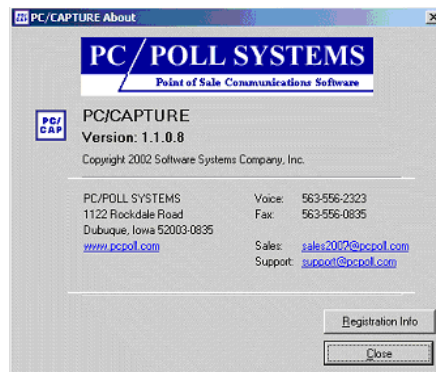 PC/CAPTURE About
PC/POLL SYSTEMS
Point of Sale Communications Software
PC/CAP
PC/CAPTURE
Version: 1.1.0.8
Copyright 2002 Software Systems Company, Inc.
PC/POLL SYSTEMS
1122 Rockdale Road
Dubuque, Iowa 52003-0835
www.pcpoll.com
Voice: 563-556-2323
Fax: 563-556-0835
Sales: sales200?@pcpoll.com
Support: support@pcpoll.com
Registration Info
Close